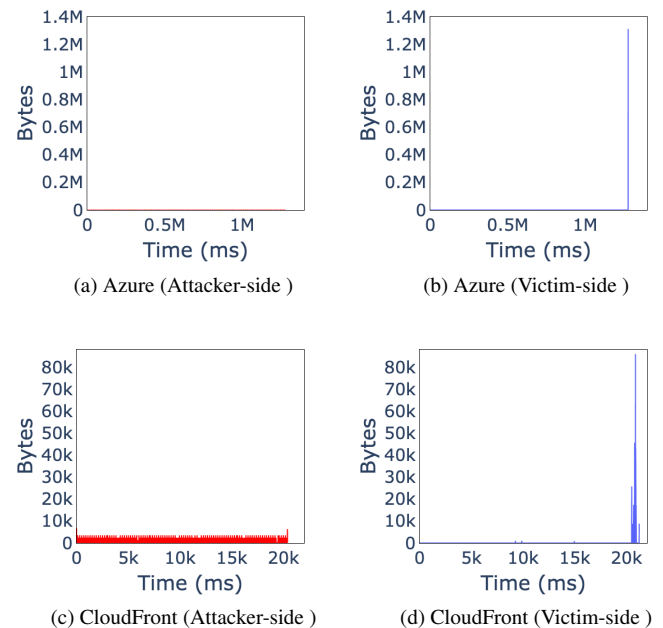 1.4M 1.4M
1.2M 1.2M
1M 1M
0.8M 0.8M
0.6M 0.6M
0.4M 0.4M
0.2M 0.2M
0 0
Bytes Bytes
0 0.5M 1M 0 0.5M 1M
Time (ms) Time (ms)
(a) Azure (Attacker-side ) (b) Azure (Victim-side )
80k 80k
70k 70k
60k 60k
50k 50k
40k 40k
30k 30k
20k 20k
10k 10k
0 0
Bytes Bytes
0 5k 10k 15k 20k 0 5k 10k 15k 20k
Time (ms) Time (ms)
(c) CloudFront (Attacker-side ) (d) CloudFront (Victim-side )